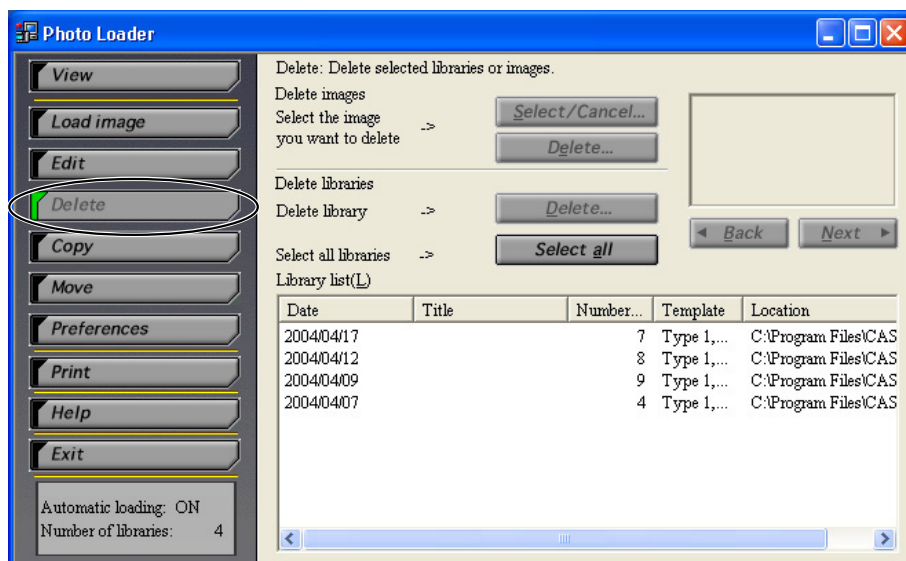 Photo Loader
View
Load image
Edit
Delete
Copy
Move
Preferences
Print
Help
Exit
Automatic loading: ON
Number of libraries: 4
Delete: Delete selected libraries or images.
Delete images
Select the image
you want to delete
->
Select/Cancel...
Delete...
Delete libraries
Delete library -> Delete...
Back Next
Select all libraries -> Select all
Library list(L)
Date Title Number... Template Location
2004/04/17 7 Type 1,... C:\Program Files\CAS
2004/04/12 8 Type 1,... C:\Program Files\CAS
2004/04/09 9 Type 1,... C:\Program Files\CAS
2004/04/07 4 Type 1,... C:\Program Files\CAS